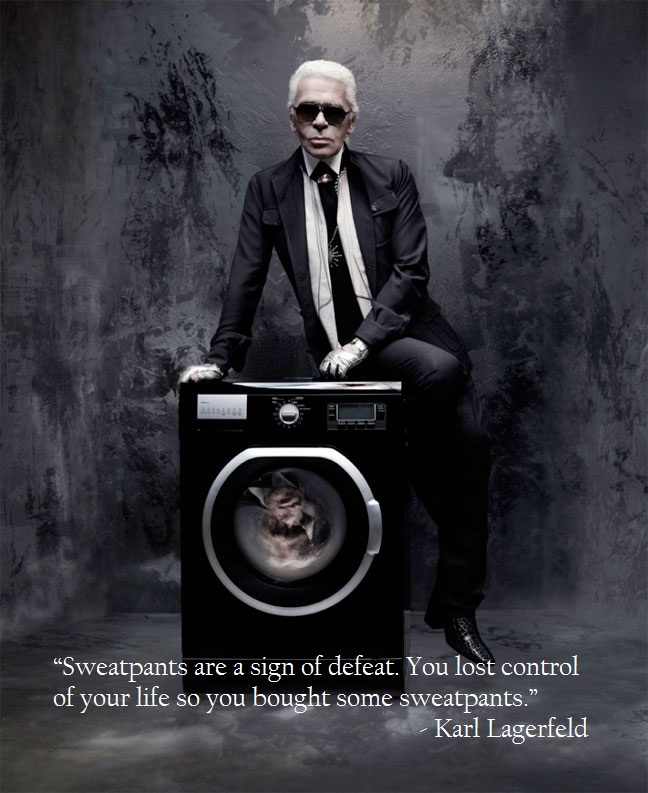 “Sweatpants are a sign of defeat. You lost control
of your life so you bought some sweatpants.”
- Karl Lagerfeld